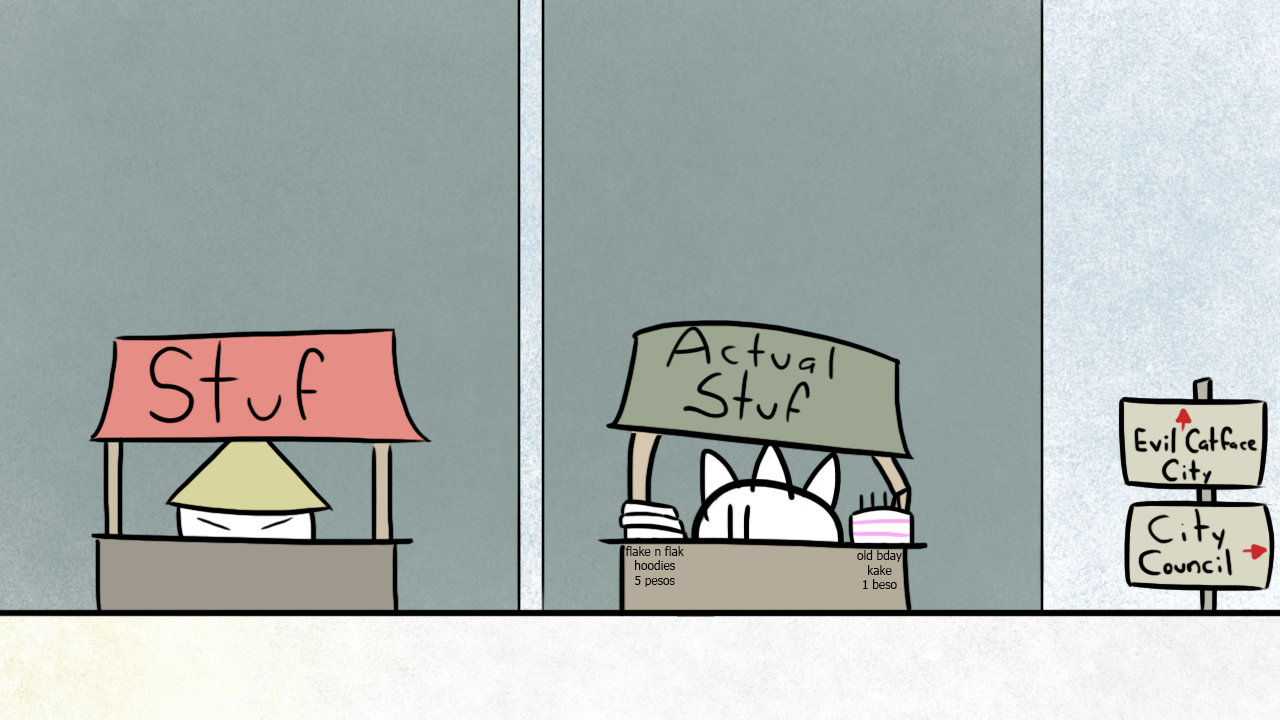 Stuf
Actual
Stuf
flake n flak
hoodies
5 pesos
old bday
kake
1 beso
Evil Catface
City
City
Council